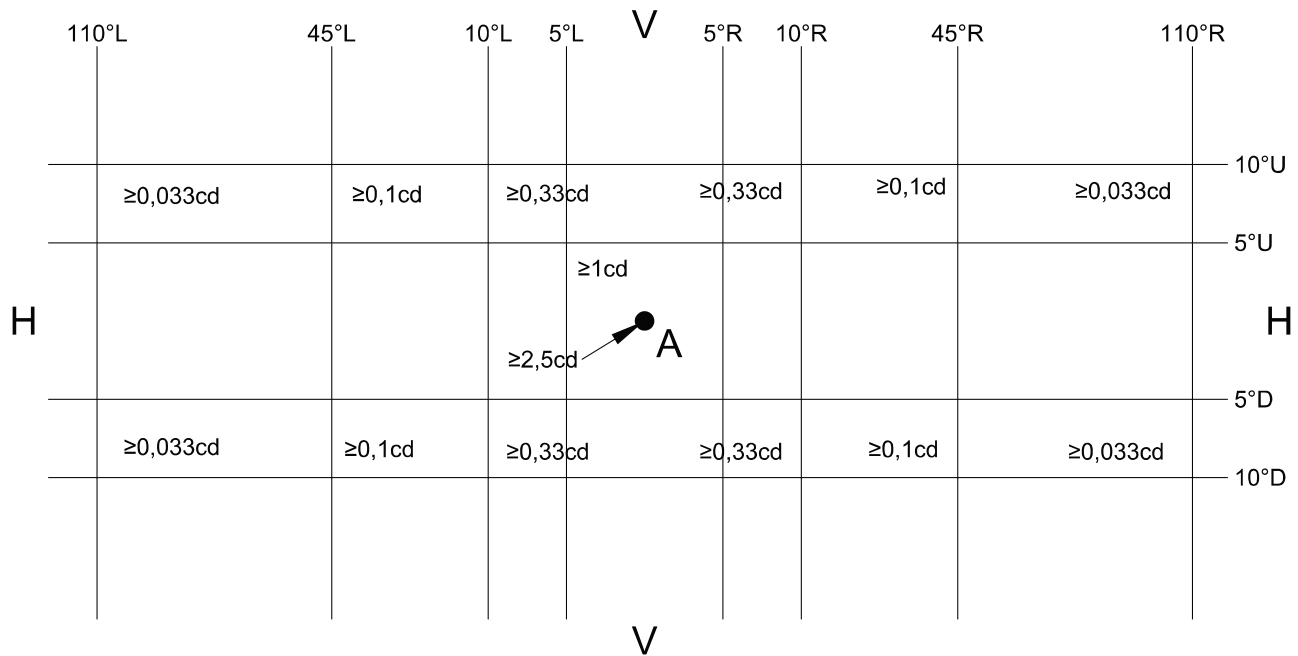 V
110°L 45°L 10°L 5°L 5°R 10°R 45°R 110°R
10°U
≥0,033cd ≥0,1cd ≥0,33cd ≥0,33cd ≥0,1cd ≥0,033cd
5°U
≥1cd
H H
A
≥2,5cd
5°D
≥0,033cd ≥0,1cd ≥0,33cd ≥0,33cd ≥0,1cd ≥0,033cd
10°D
V